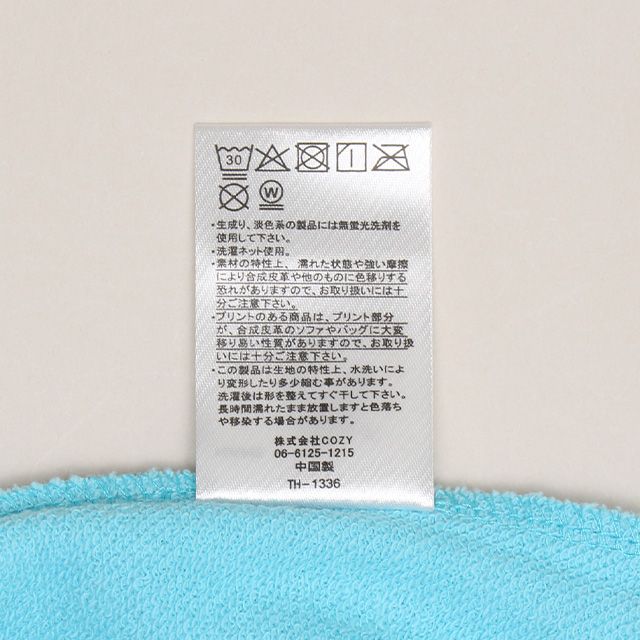 30
W
・生成り、淡色系の製品には無蛍光洗剤を
使用して下さい。
・洗濯ネット使用。
・素材の特性上、濡れた状態や強い摩擦
により合成皮革や他のものに色移りする
恐れがありますので、お取り扱いには十
分ご注意下さい。
・プリントのある商品は、プリント部分
が、合成皮革のソファやバッグに大変
移り易い性質がありますので、お取り扱
いには十分ご注意下さい。
・この製品は生地の特性上、水洗いによ
り変形したり多少縮む事があります。
洗濯後は形を整えてすぐ干して下さい。
長時間濡れたまま放置しますと色落ち
や移染する場合があります。
株式会社COZY
06-6125-1215
中国製
TH-1336